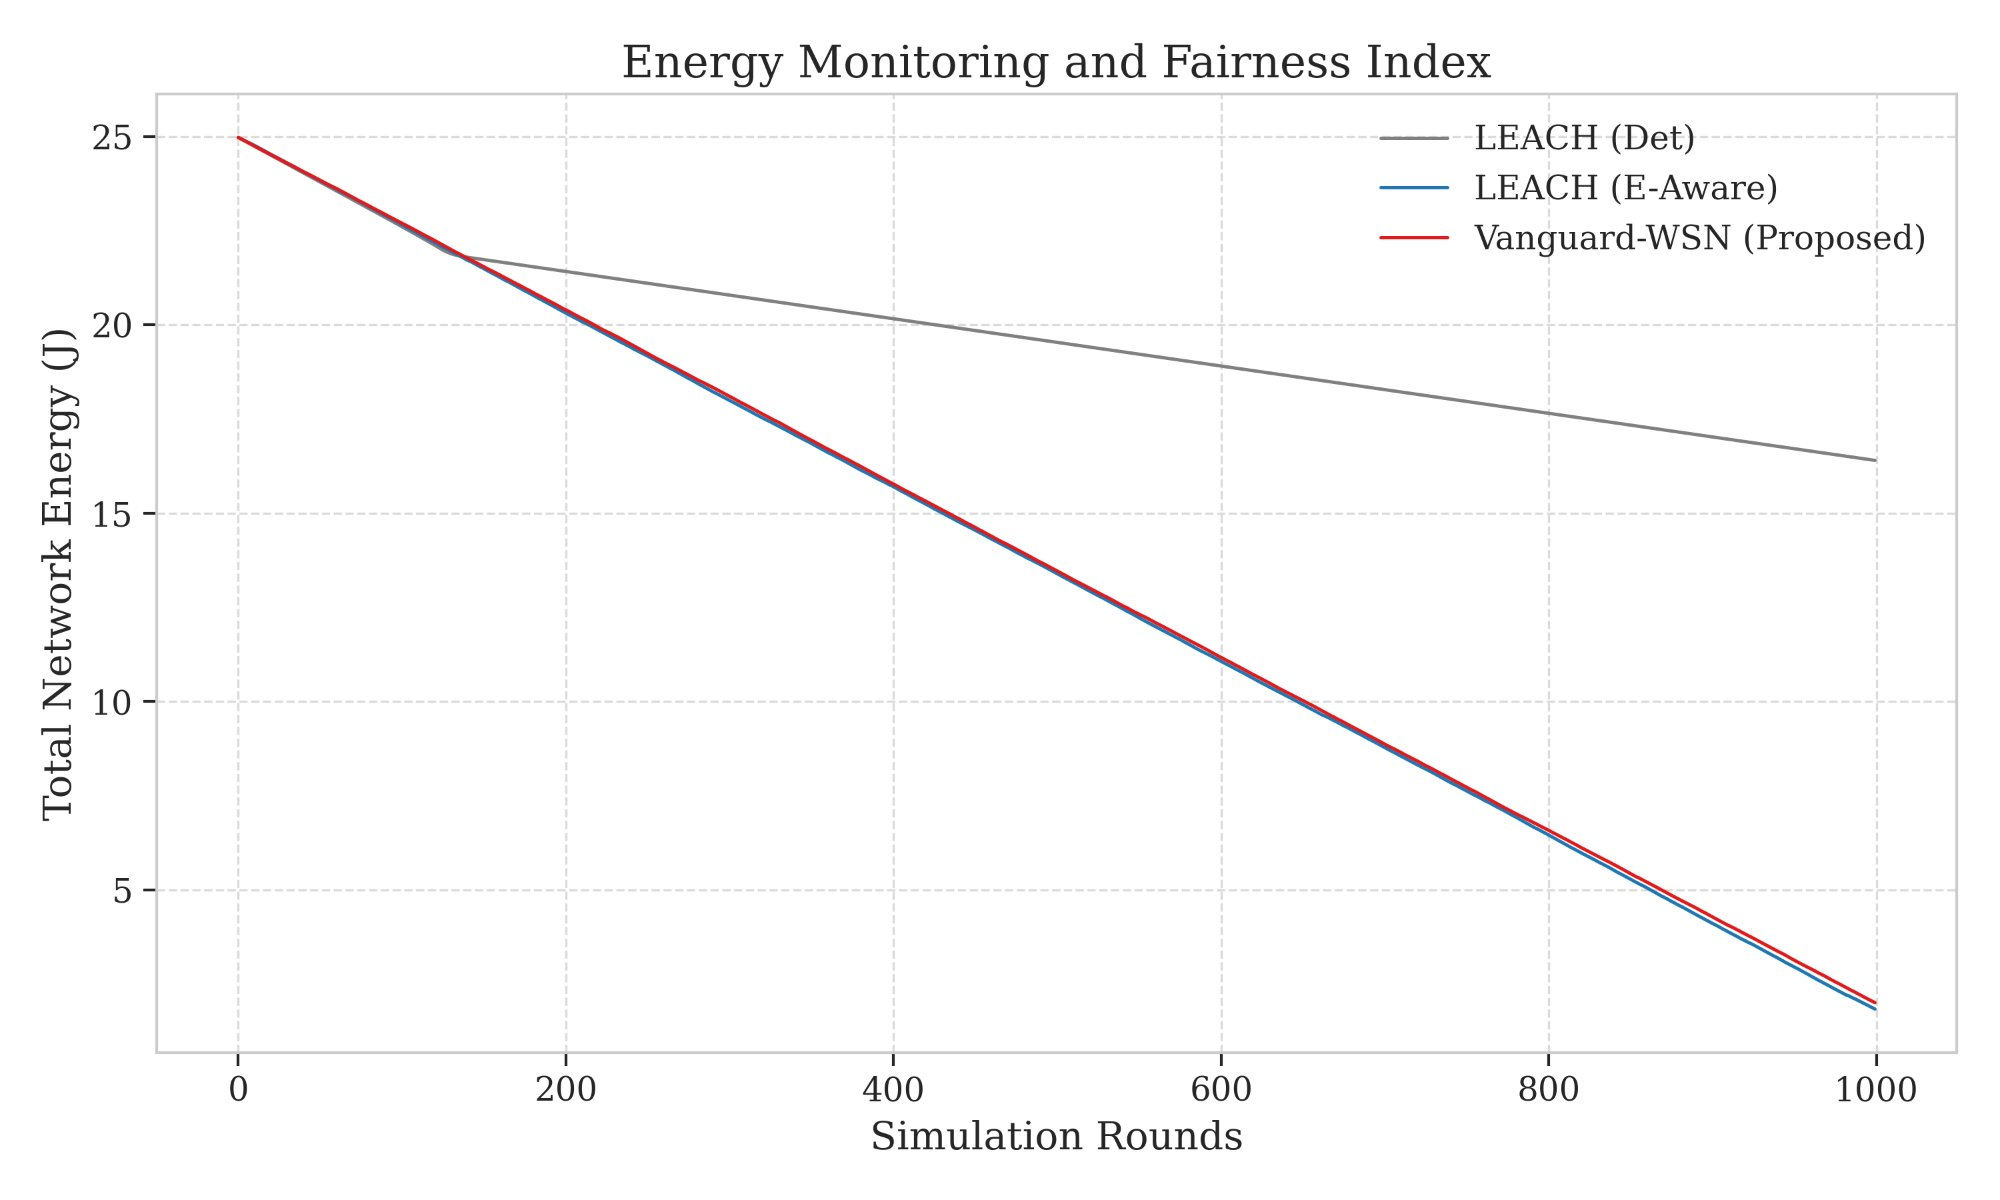 Energy Monitoring and Fairness Index
LEACH (Det)
LEACH (E-Aware)
Vanguard-WSN (Proposed)
Total Network Energy (J)
25
20
15
10
5
0 200 400 600 800 1000
Simulation Rounds